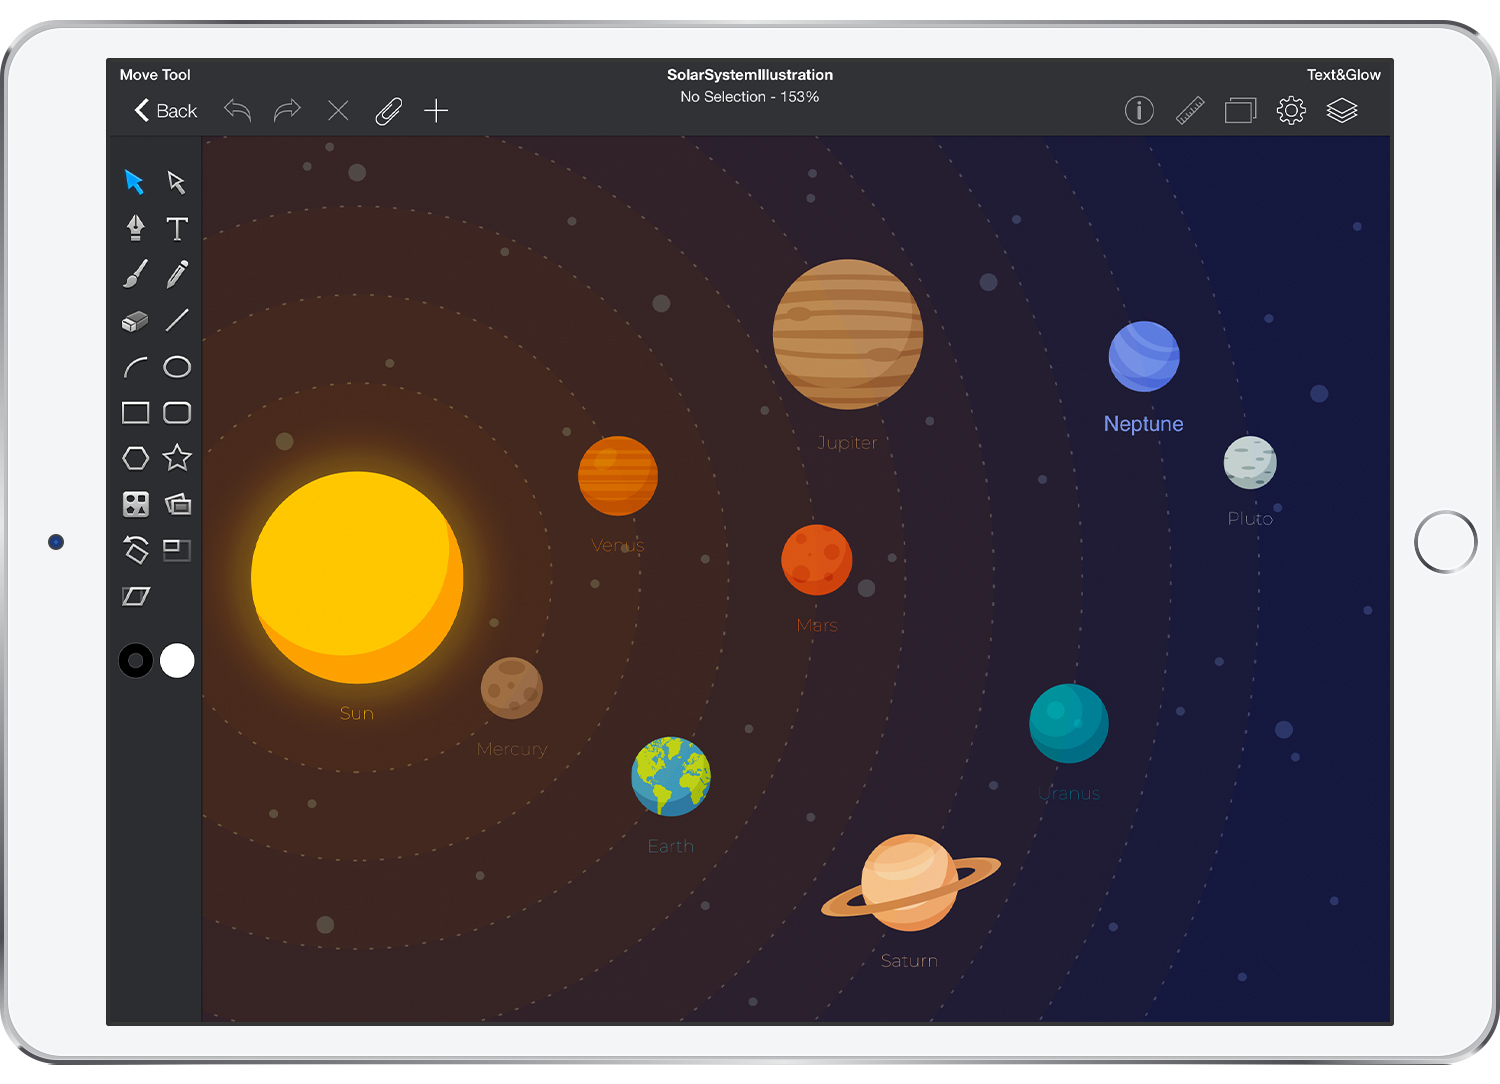 Move Tool
SolarSystemIllustration
Text&Glow
Back
No Selection - 153%
T
Jupiter
Neptune
Pluto
Venus
Mars
Sun
Mercury
Uranus
Earth
Saturn